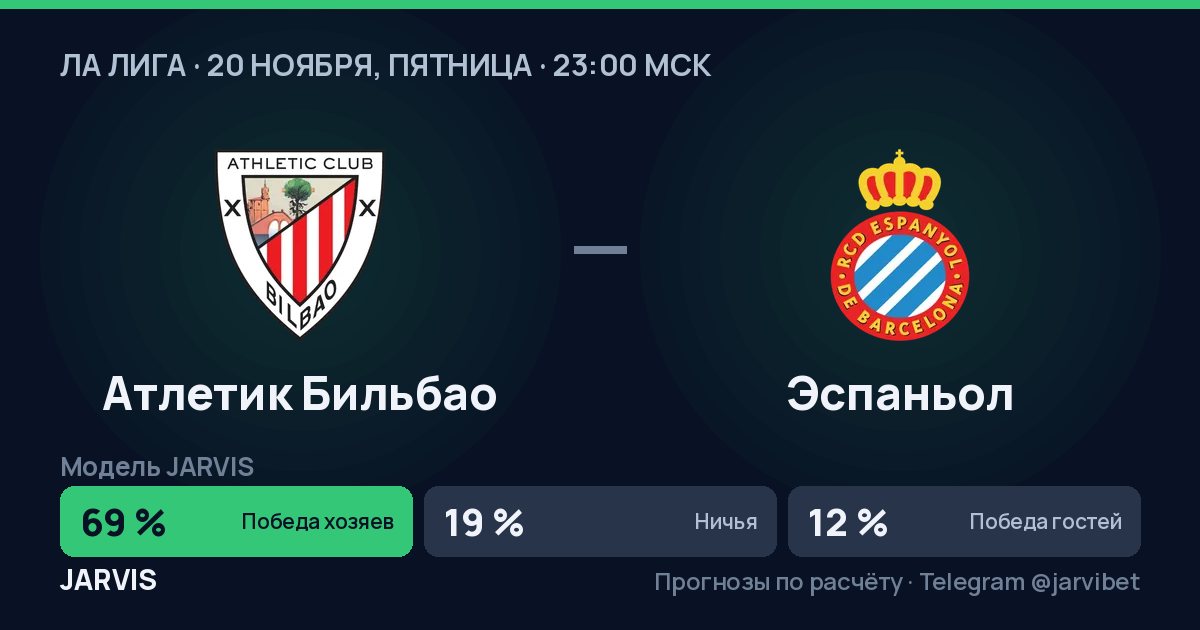 ЛА ЛИГА · 20 НОЯБРЯ, ПЯТНИЦА · 23:00 МСК
ATHLETIC CLUB
BILBAO
RCD ESPANYOL
DE BARCELONA
Атлетик Бильбао
Эспаньол
Модель JARVIS
69 % Победа хозяев
19 % Ничья
12 % Победа гостей
JARVIS
Прогнозы по расчёту · Telegram @jarvibet